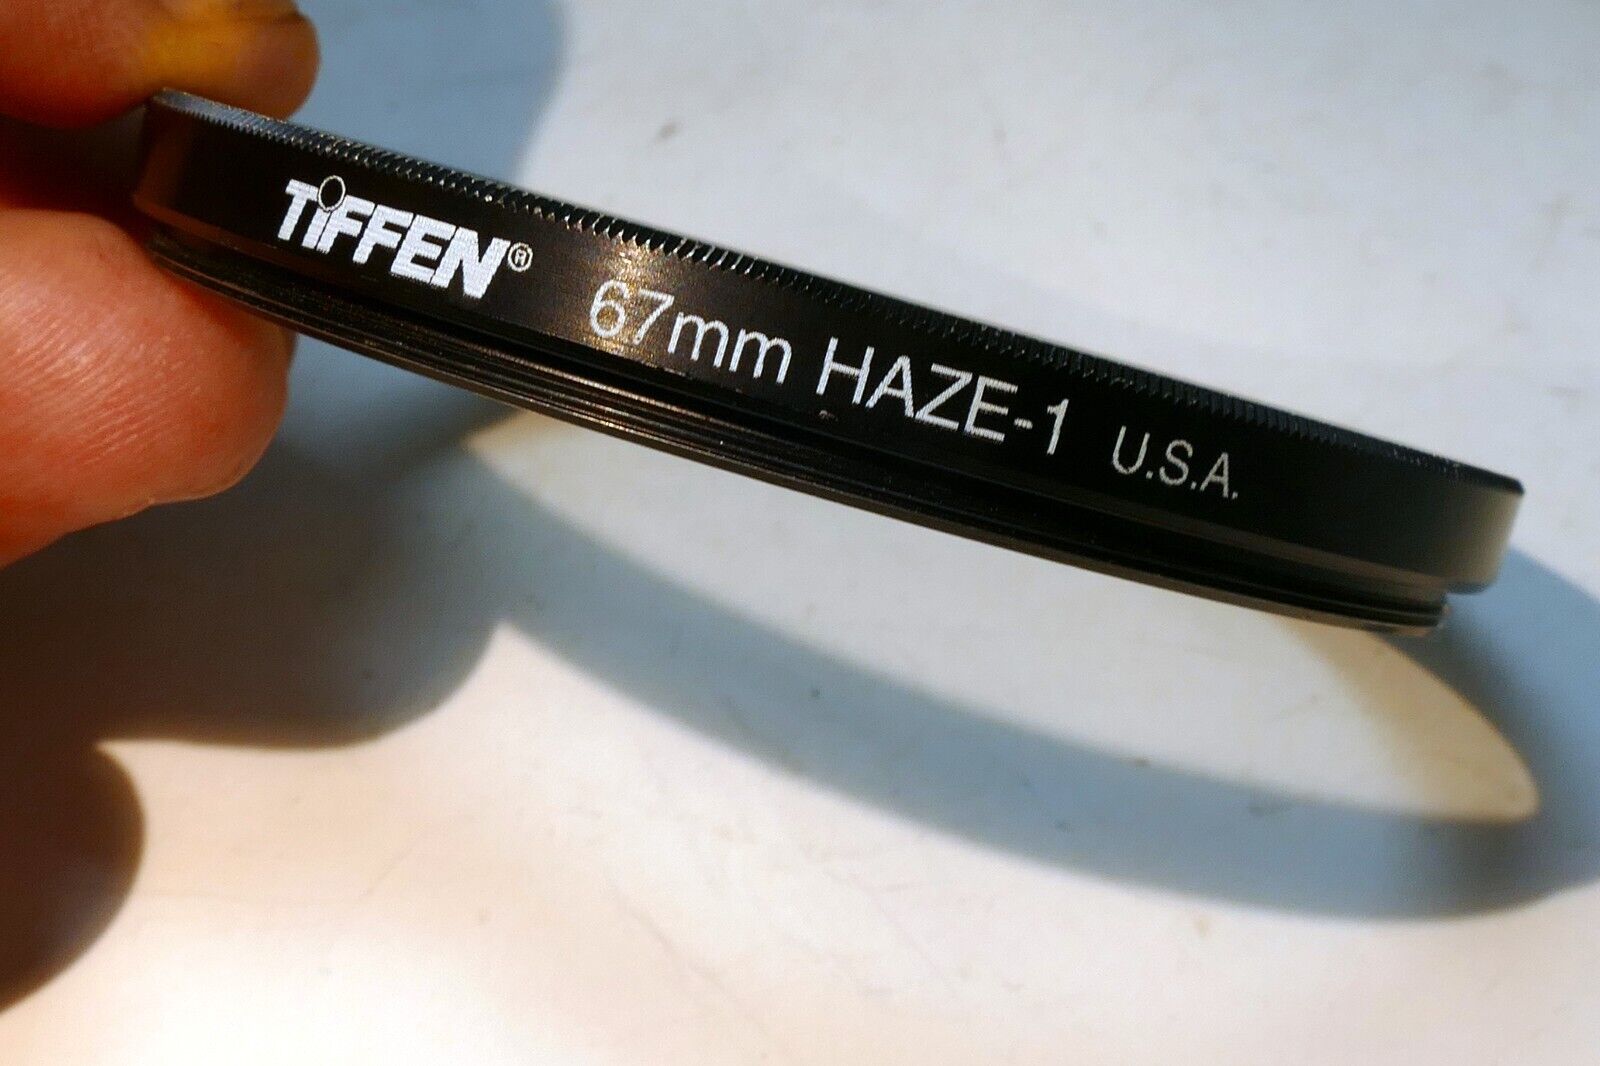 TiFFEN® 67mm HAZE-1 U.S.A.